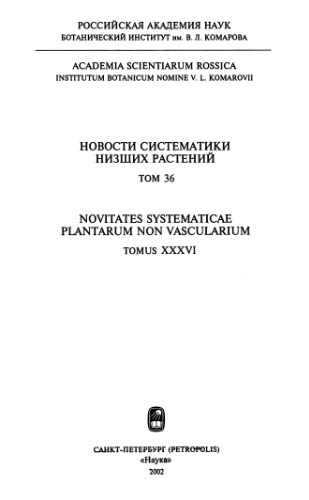 РОССИЙСКАЯ АКАДЕМИЯ НАУК
БОТАНИЧЕСКИЙ ИНСТИТУТ им. В. Л. КОМАРОВА
ACADEMIA SCIENTIARUM ROSSICA
INSTITUTUM BOTANICUM NOMINE V. L. KOMAROVII
НОВОСТИ СИСТЕМАТИКИ
НИЗШИХ РАСТЕНИЙ
ТОМ 36
NOVITATES SYSTEMATICAE
PLANTARUM NON VASCULARIUM
TOMUS XXXVI
САНКТ-ПЕТЕРБУРГ (PETROPOLIS)
«Наука»
2002